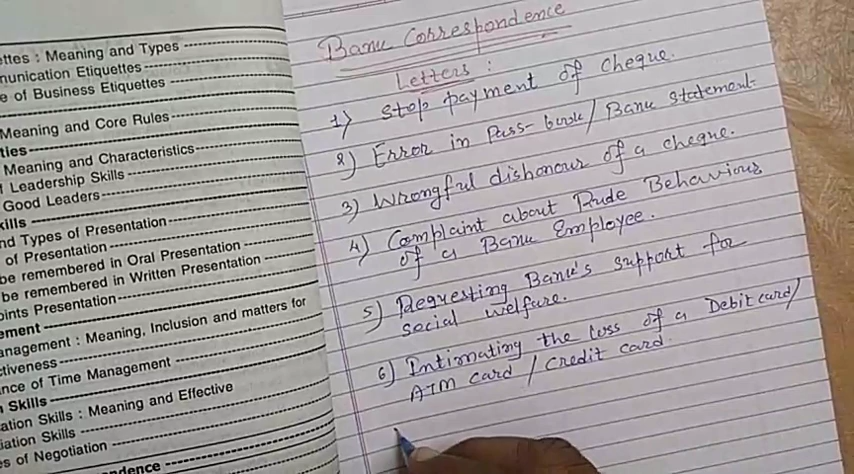 ettes : Meaning and Types
munication Etiquettes
e of Business Etiquettes
Meaning and Core Rules
ties
Meaning and Characteristics
Leadership Skills
Good Leaders
kills
nd Types of Presentation
of Presentation
be remembered in Oral Presentation
be remembered in Written Presentation
oints Presentation
ement
anagement : Meaning, Inclusion and matters for
ctiveness
nce of Time Management
n Skills
ation Skills : Meaning and Effective
iation Skills
es of Negotiation
dence
Bank Correspondence
Letters :
1) Stop payment of cheque.
2) Error in Pass-book/Bank statement.
3) Wrongful dishonour of a cheque.
4) Complaint about Rude Behaviour
of a Bank Employee.
5) Requesting Bank's support for
social welfare.
6) Intimating the loss of a Debit card/
ATM card / credit card.